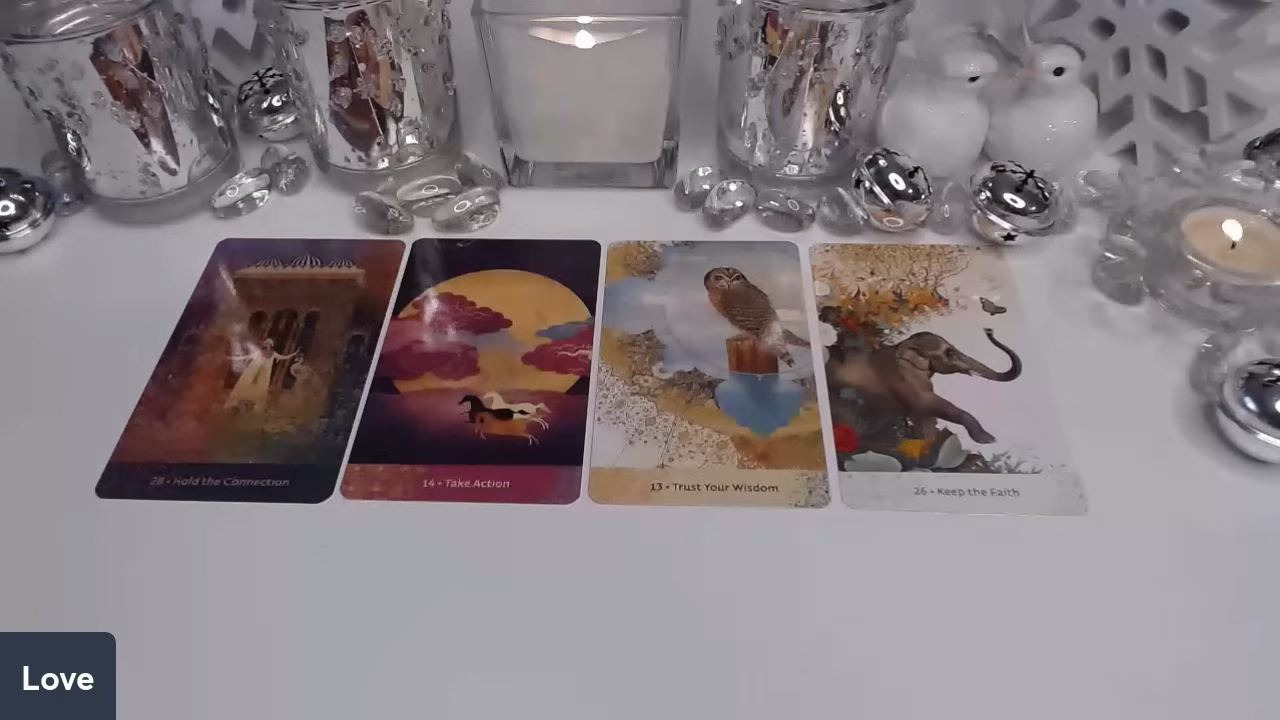 28 • Hold the Connection
14 • Take Action
13 • Trust Your Wisdom
26 • Keep the Faith
Love